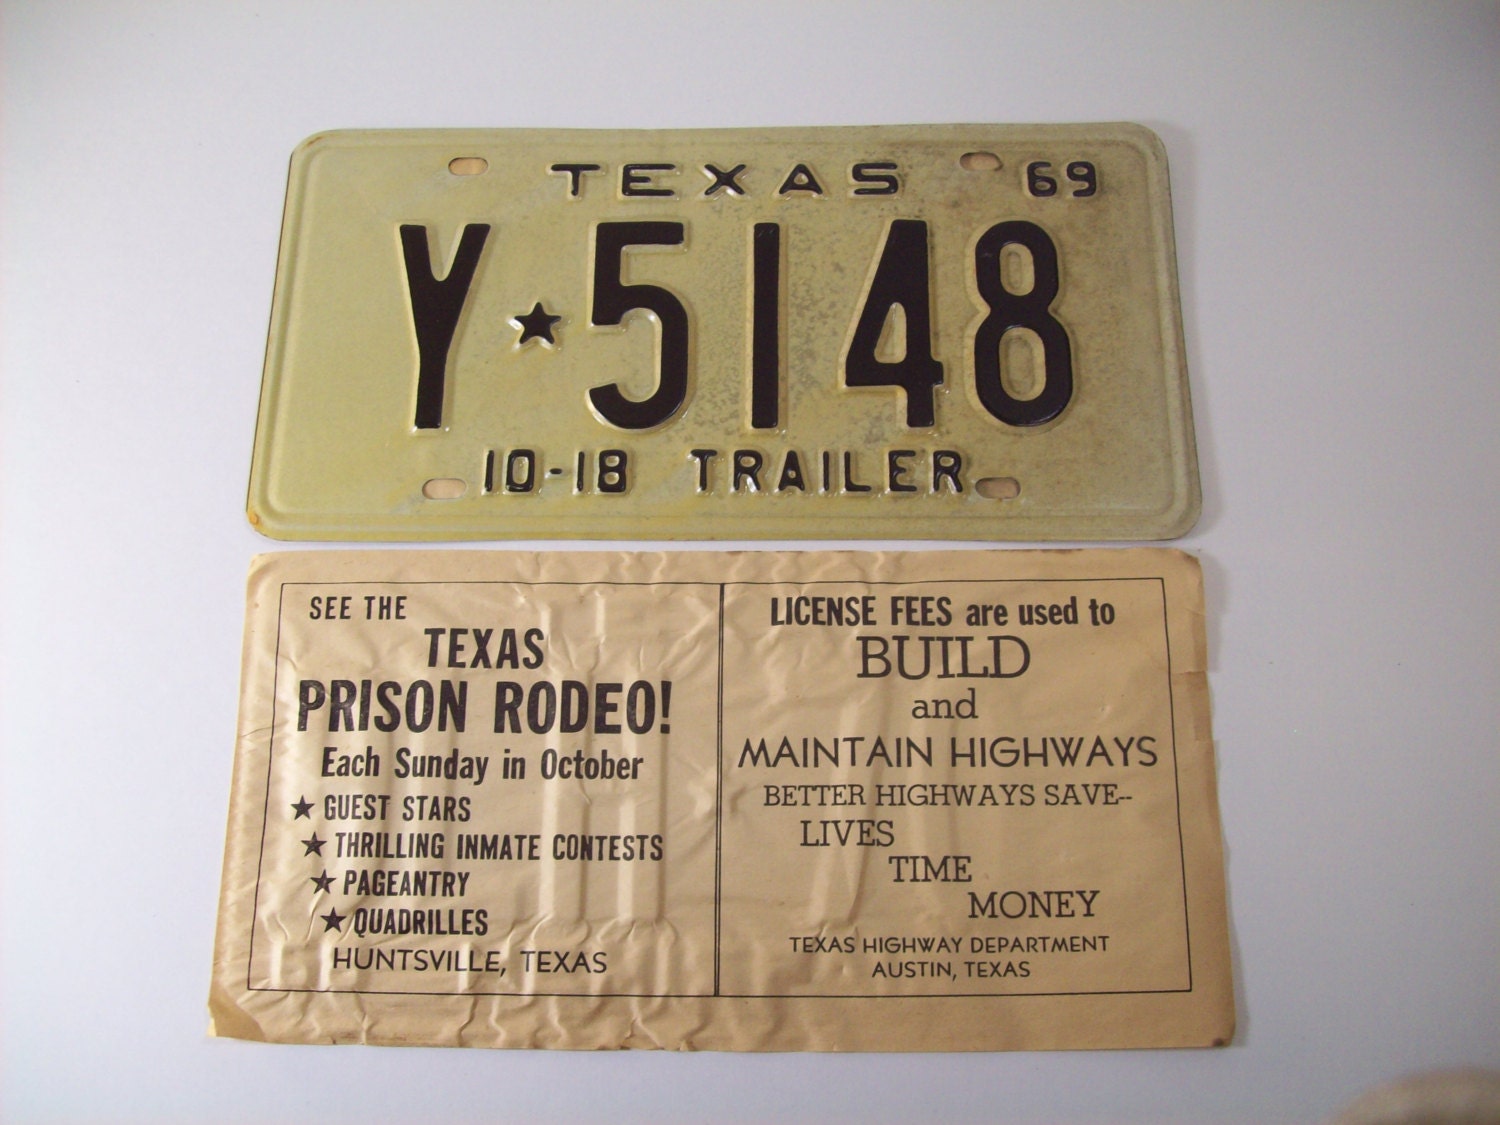 TEXAS 69
Y★5148
10-18 TRAILER
SEE THE
TEXAS
PRISON RODEO!
Each Sunday in October
★ GUEST STARS
★ THRILLING INMATE CONTESTS
★ PAGEANTRY
★ QUADRILLES
HUNTSVILLE, TEXAS
LICENSE FEES are used to
BUILD
and
MAINTAIN HIGHWAYS
BETTER HIGHWAYS SAVE--
LIVES
TIME
MONEY
TEXAS HIGHWAY DEPARTMENT
AUSTIN, TEXAS